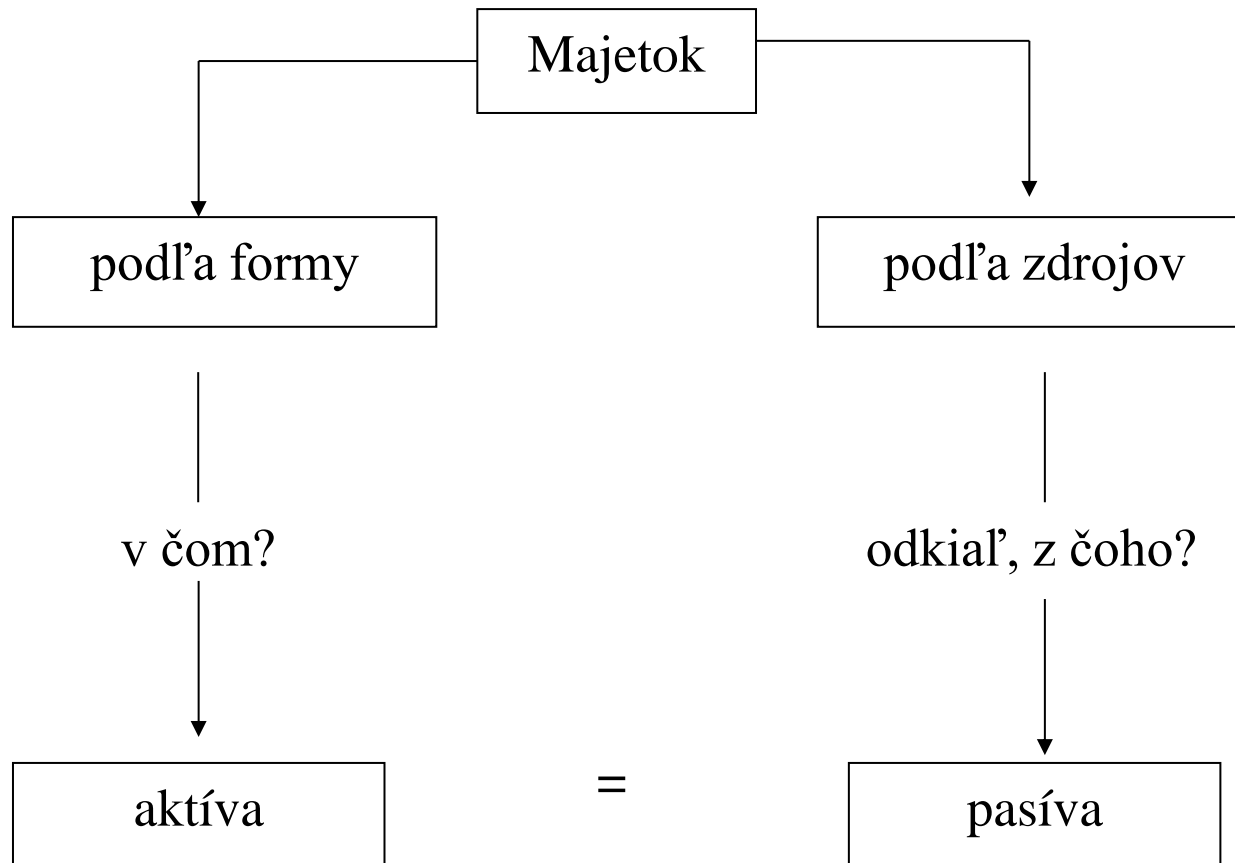 Majetok
podľa formy
podľa zdrojov
v čom?
odkiaľ, z čoho?
aktíva
=
pasíva